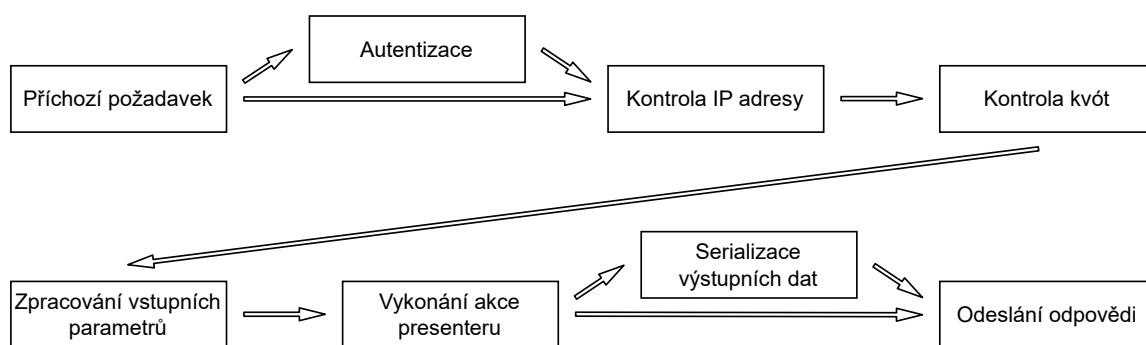 Autentizace
Příchozí požadavek
Kontrola IP adresy
Kontrola kvót
Serializace
výstupních dat
Zpracování vstupních
parametrů
Vykonání akce
presenteru
Odeslání odpovědi